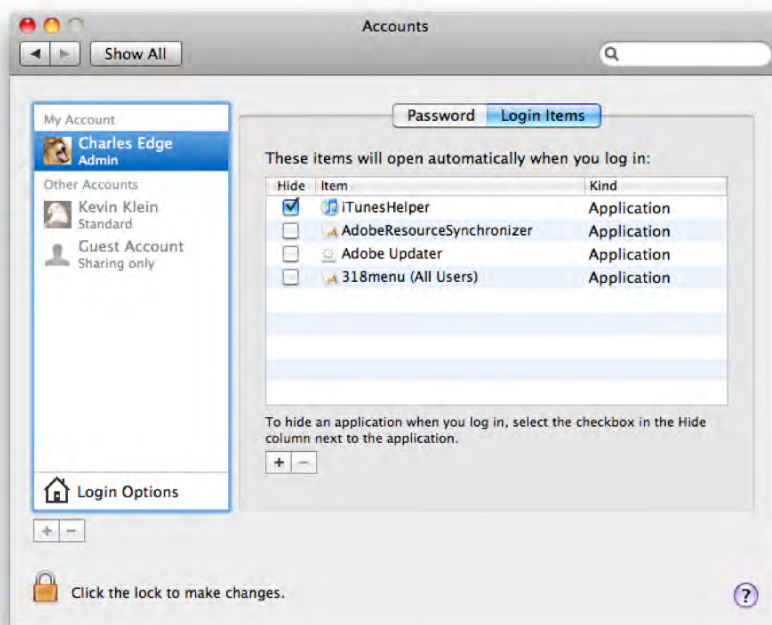 Accounts
Show All
My Account
Charles Edge
Admin
Other Accounts
Kevin Klein
Standard
Guest Account
Sharing only
Login Options
Password Login Items
These items will open automatically when you log in:
Hide Item Kind
iTunesHelper Application
AdobeResourceSynchronizer Application
Adobe Updater Application
318menu (All Users) Application
To hide an application when you log in, select the checkbox in the Hide
column next to the application.
+ −
+ −
Click the lock to make changes.
?